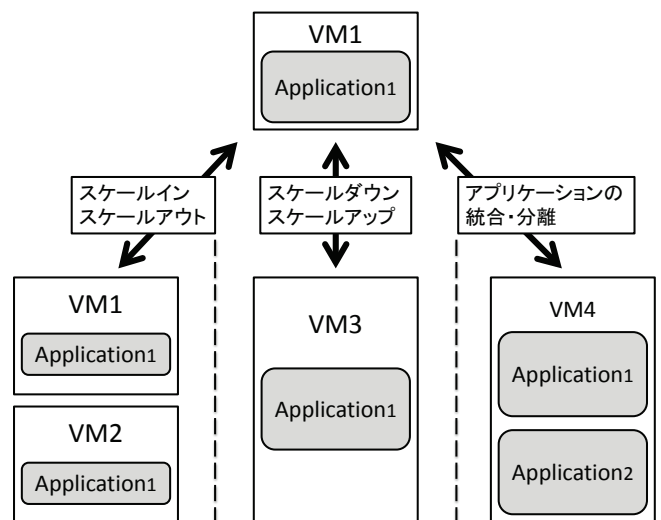 VM1
Application1
スケールイン
スケールアウト
スケールダウン
スケールアップ
アプリケーションの
統合・分離
VM1
Application1
VM2
Application1
VM3
Application1
VM4
Application1
Application2